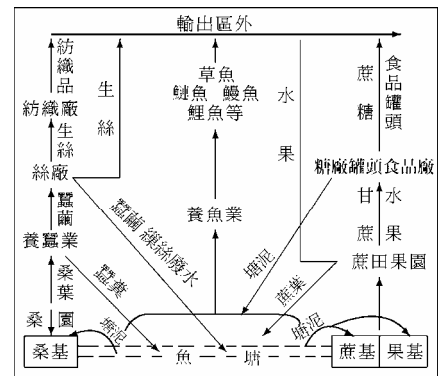 輸出區外
紡織品
紡織廠
生絲
絲廠
蠶繭
養蠶業
桑葉
桑園
桑基
生絲
草魚
鰱魚 鰻魚
鯉魚等
養魚業
水果
蔗糖
食品罐頭
糖廠罐頭食品廠
甘蔗
水果
蔗田果園
蠶繭繅絲廢水
蠶糞
塘泥
塘泥
蔗葉
塘泥
魚塘
蔗基
果基